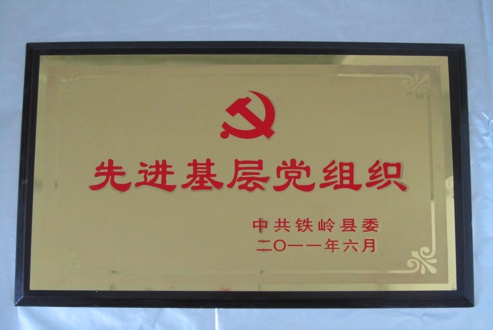 先进基层党组织
中共铁岭县委
二〇一一年六月